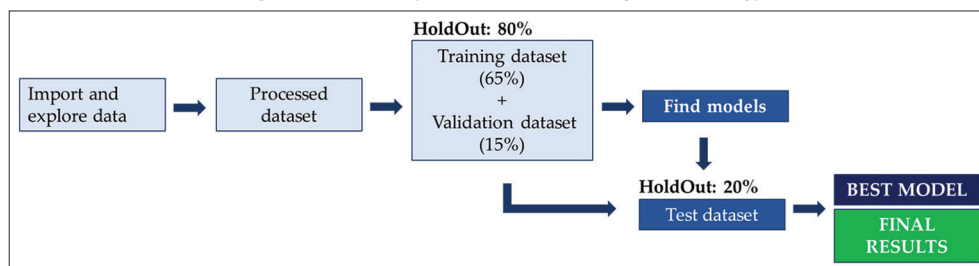 HoldOut: 80%
Import and
explore data
Processed
dataset
Training dataset
(65%)
+
Validation dataset
(15%)
Find models
HoldOut: 20%
Test dataset
BEST MODEL
FINAL
RESULTS